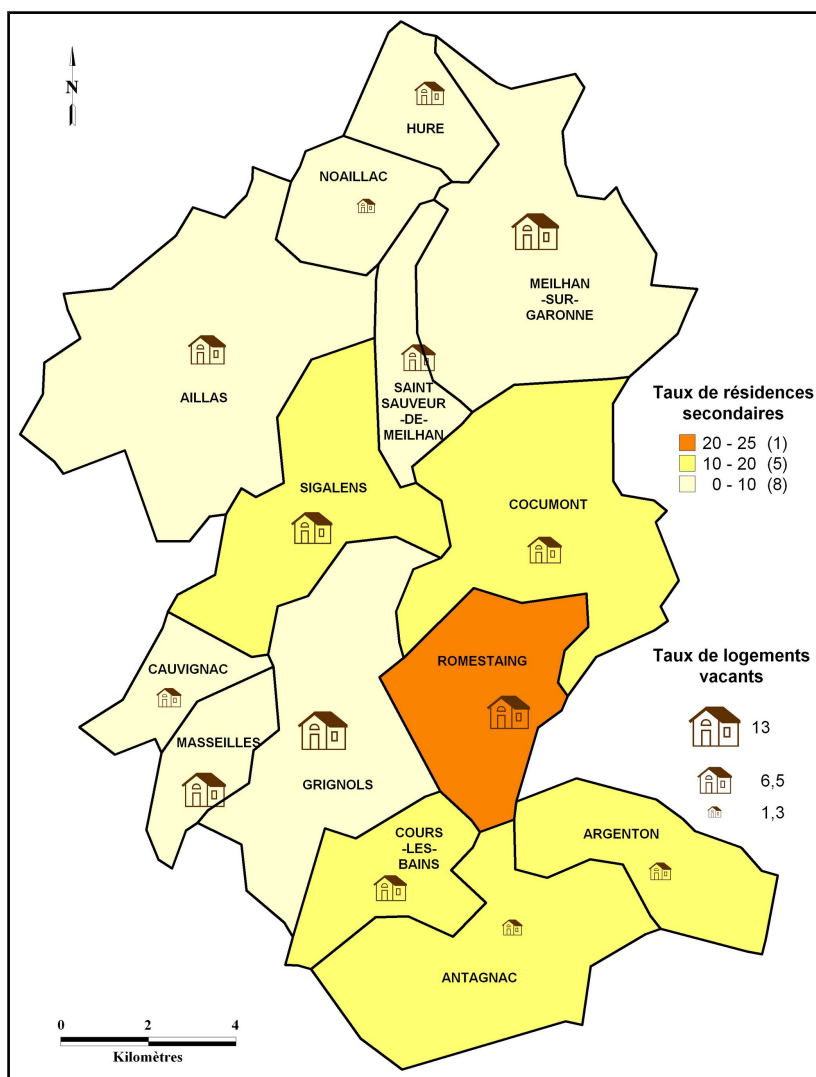 N
HURE
NOAILLAC
MEILHAN
-SUR-
GARONNE
AILLAS
SAINT
SAUVEUR
-DE-
MEILHAN
SIGALENS
COCUMONT
CAUVIGNAC
ROMESTAING
MASSEILLES
GRIGNOLS
COURS
-LES-
BAINS
ARGENTON
ANTAGNAC
Taux de résidences
secondaires
20 - 25 (1)
10 - 20 (5)
0 - 10 (8)
Taux de logements
vacants
13
6,5
1,3
0 2 4
Kilomètres